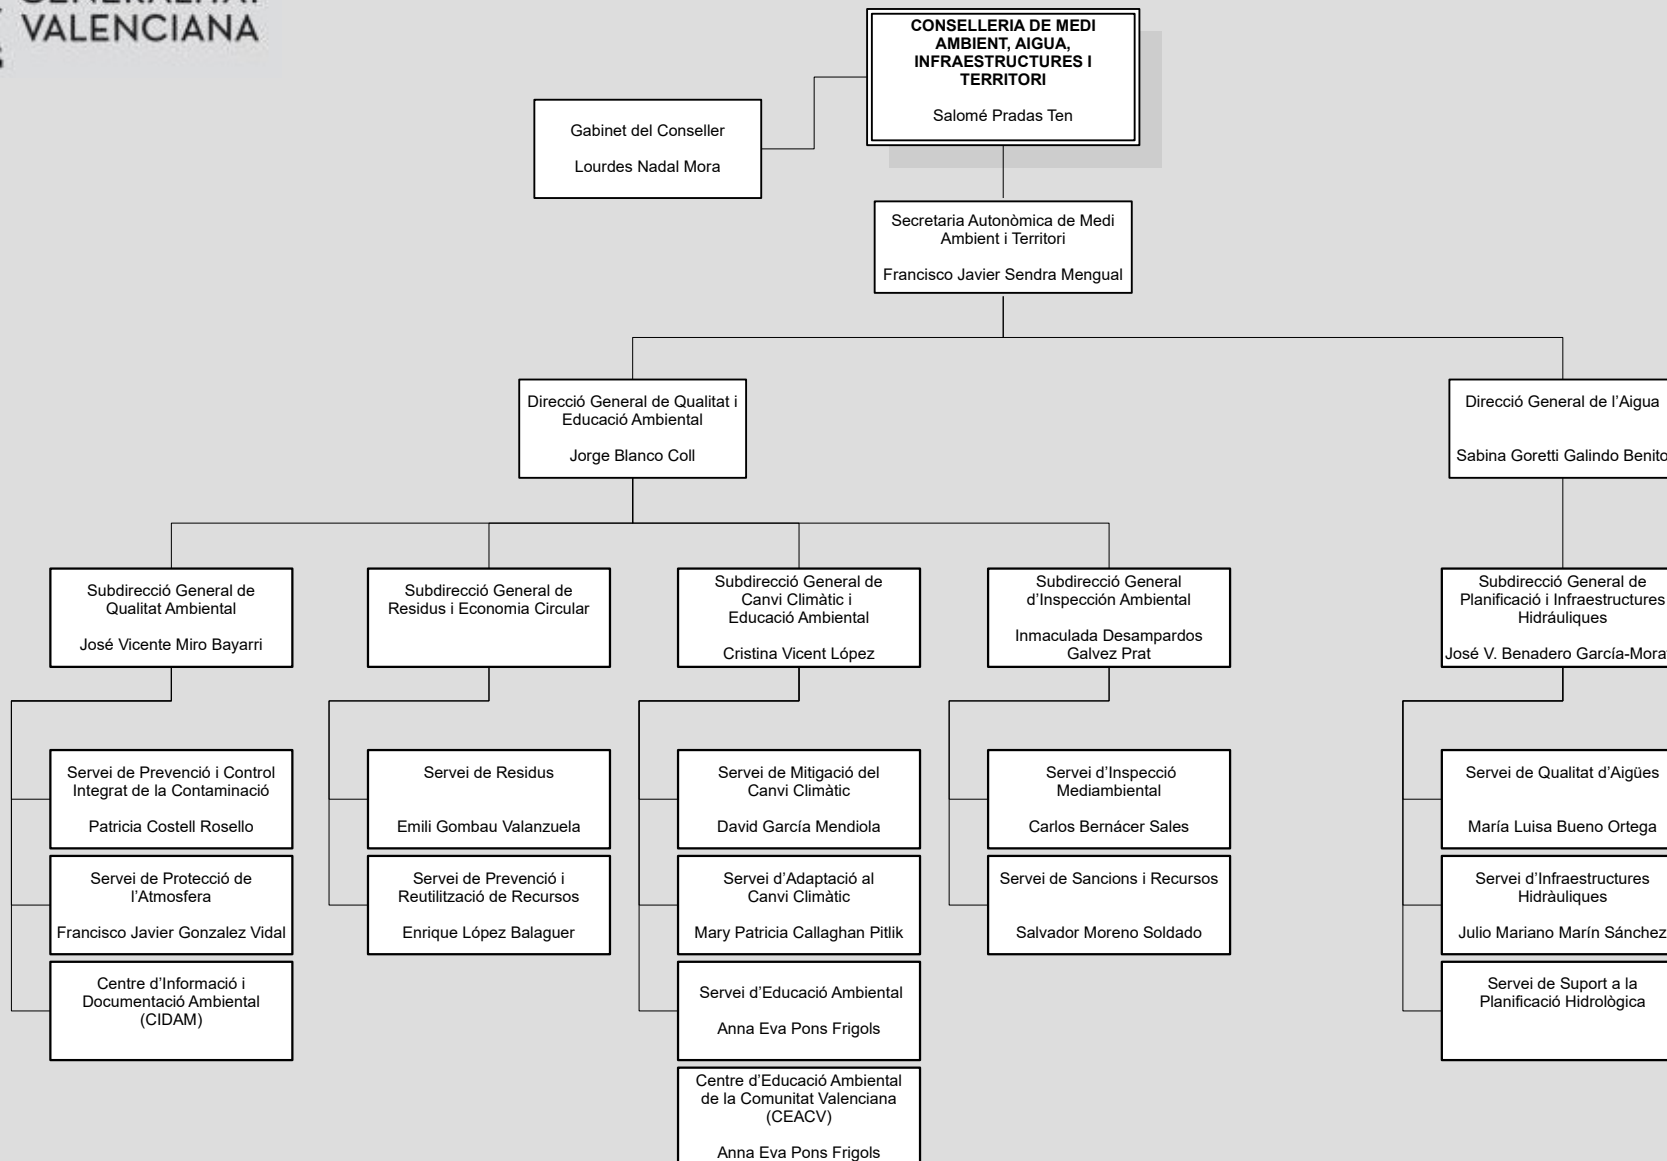 VALENCIANA
CONSELLERIA DE MEDI
AMBIENT, AIGUA,
INFRAESTRUCTURES I
TERRITORI
Salomé Pradas Ten
Gabinet del Conseller
Lourdes Nadal Mora
Secretaria Autonòmica de Medi
Ambient i Territori
Francisco Javier Sendra Mengual
Direcció General de Qualitat i
Educació Ambiental
Jorge Blanco Coll
Direcció General de l’Aigua
Sabina Goretti Galindo Benito
Subdirecció General de
Qualitat Ambiental
José Vicente Miro Bayarri
Subdirecció General de
Residus i Economia Circular
Subdirecció General de
Canvi Climàtic i
Educació Ambiental
Cristina Vicent López
Subdirecció General
d’Inspección Ambiental
Inmaculada Desampardos
Galvez Prat
Subdirecció General de
Planificació i Infraestructures
Hidráuliques
José V. Benadero
Servei de Prevenció i Control
Integrat de la Contaminació
Patricia Costell Rosello
Servei de Protecció de
l’Atmosfera
Francisco Javier Gonzalez Vidal
Centre d’Informació i
Documentació Ambiental
(CIDAM)
Servei de Residus
Emili Gombau Valanzuela
Servei de Prevenció i
Reutilització de Recursos
Enrique López Balaguer
Servei de Mitigació del
Canvi Climàtic
David García Mendiola
Servei d’Adaptació al
Canvi Climàtic
Mary Patricia Callaghan Pitlik
Servei d’Educació Ambiental
Anna Eva Pons Frigols
Centre d’Educació Ambiental
de la Comunitat Valenciana
(CEACV)
Anna Eva Pons Frigols
Servei d’Inspecció
Mediambiental
Carlos Bernácer Sales
Servei de Sancions i Recursos
Salvador Moreno Soldado
Servei de Qualitat d’Aigües
María Luisa Bueno Ortega
Servei d’Infraestructures
Hidràuliques
Julio Mariano Marín Sánchez
Servei de Suport a la
Planificació Hidrològica